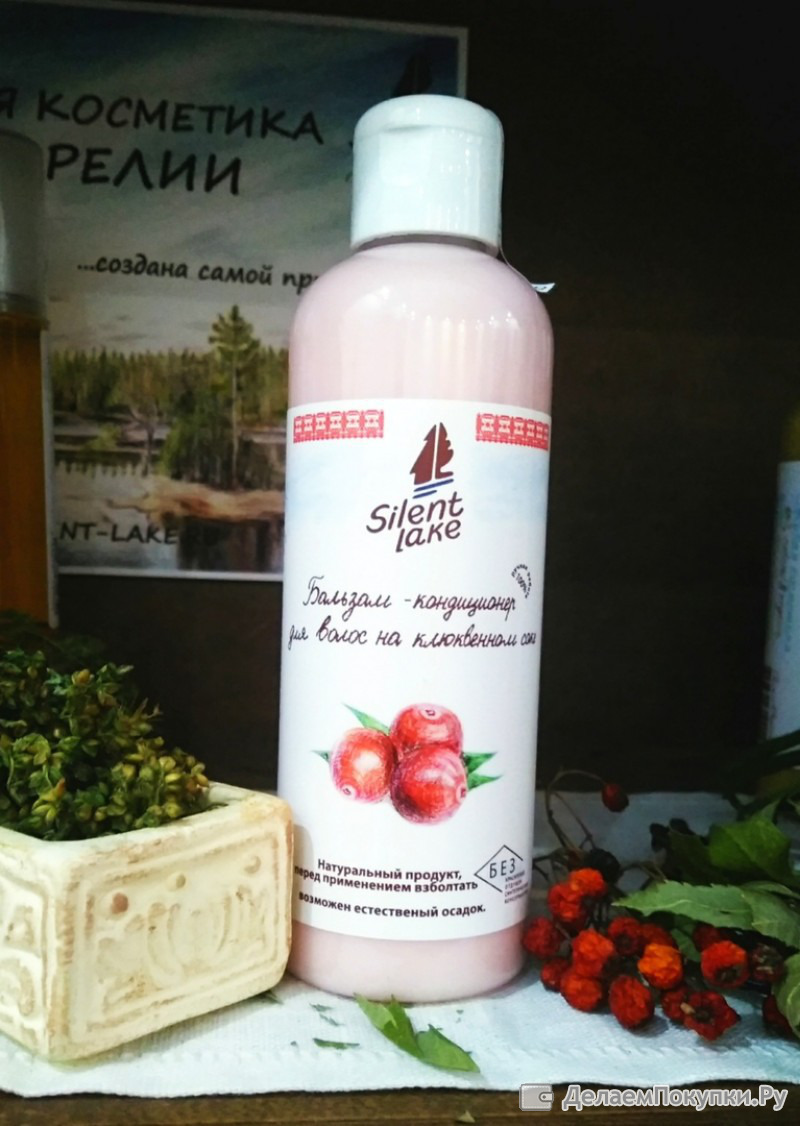 Я КОСМЕТИКА
РЕЛИИ
...создана самой пр
NT-LAKE
Silent
Lake
Бальзам -кондиционер
для волос на клюквенном соке
Натуральный продукт,
перед применением взболтать
возможен естественый осадок.
БЕЗ
ДелаемПокупки.Ру